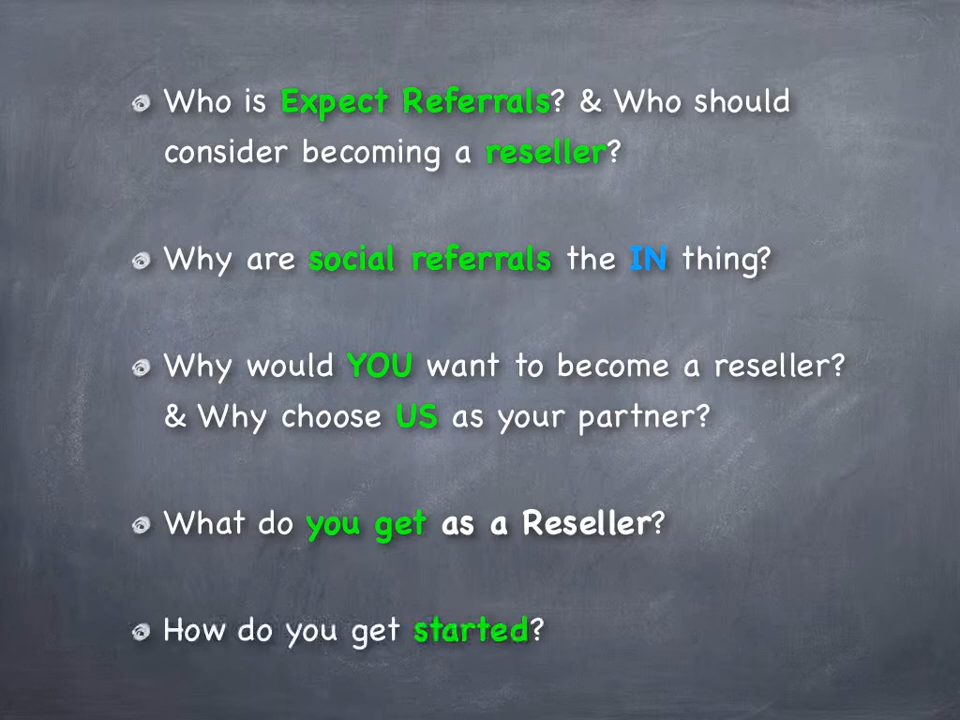 Who is Expect Referrals? & Who should
consider becoming a reseller?
Why are social referrals the IN thing?
Why would YOU want to become a reseller?
& Why choose US as your partner?
What do you get as a Reseller?
How do you get started?